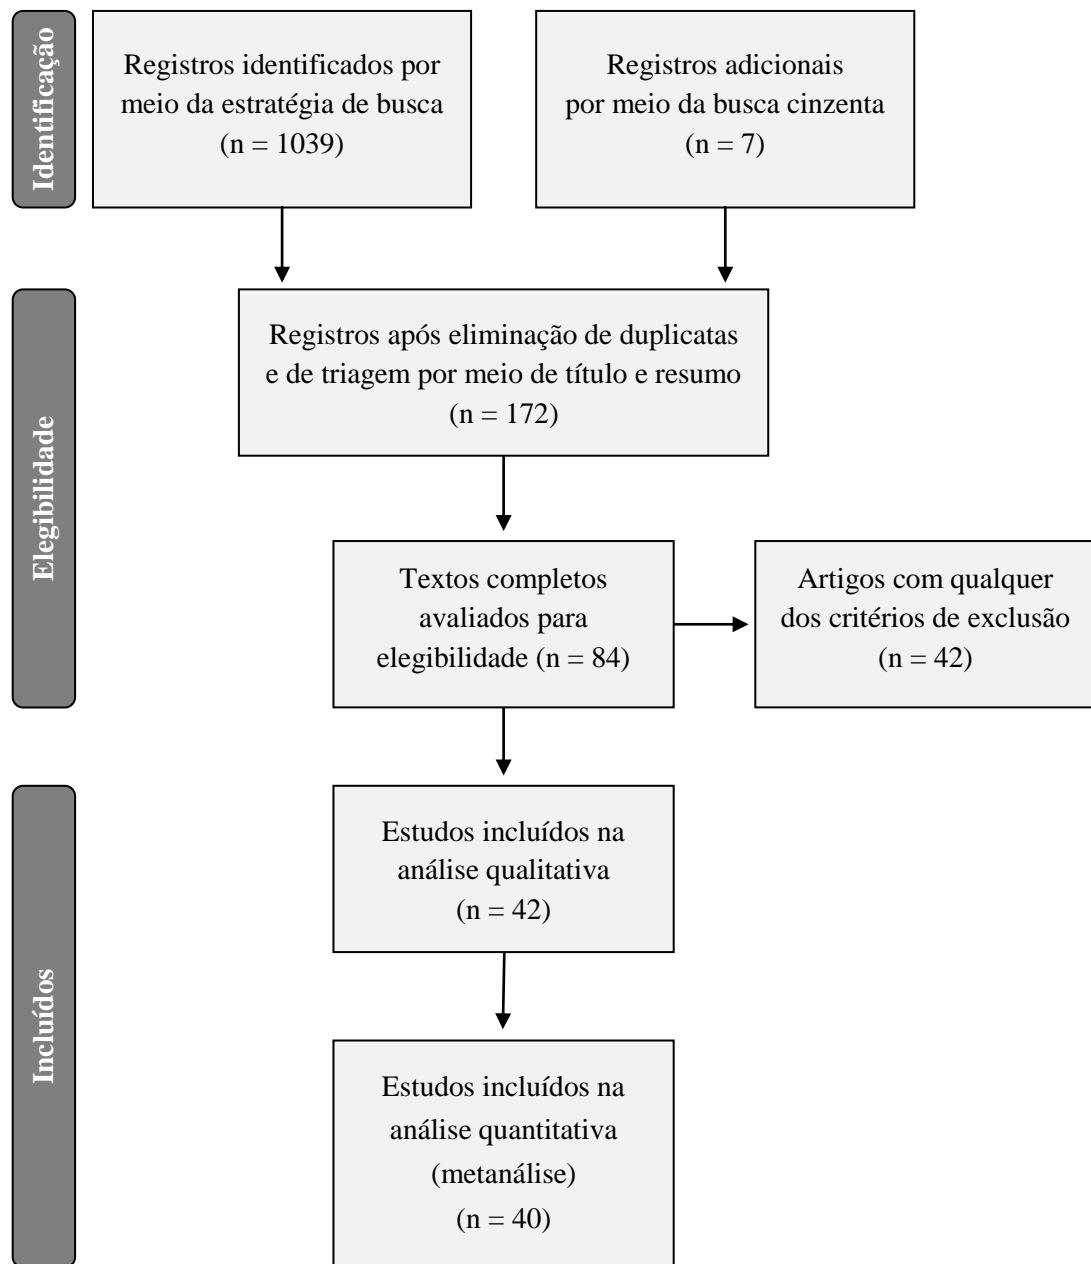 Identificação
Registros identificados por
meio da estratégia de busca
(n = 1039)
Registros adicionais
por meio da busca cinzenta
(n = 7)
Elegibilidade
Registros após eliminação de duplicatas
e de triagem por meio de título e resumo
(n = 172)
Textos completos
avaliados para
elegibilidade (n = 84)
Artigos com qualquer
dos critérios de exclusão
(n = 42)
Incluídos
Estudos incluídos na
análise qualitativa
(n = 42)
Estudos incluídos na
análise quantitativa
(metanálise)
(n = 40)